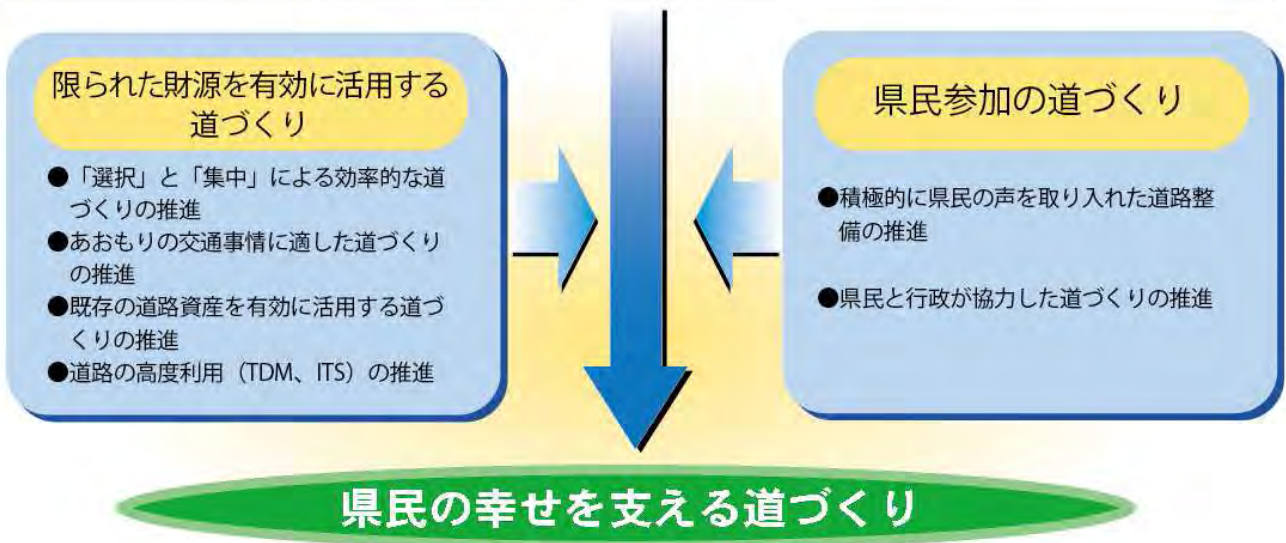 限られた財源を有効に活用する
道づくり
●「選択」と「集中」による効率的な道
づくりの推進
●あおもりの交通事情に適した道づくり
の推進
●既存の道路資産を有効に活用する道づ
くりの推進
●道路の高度利用（TDM、ITS）の推進
県民参加の道づくり
●積極的に県民の声を取り入れた道路整
備の推進
●県民と行政が協力した道づくりの推進
県民の幸せを支える道づくり